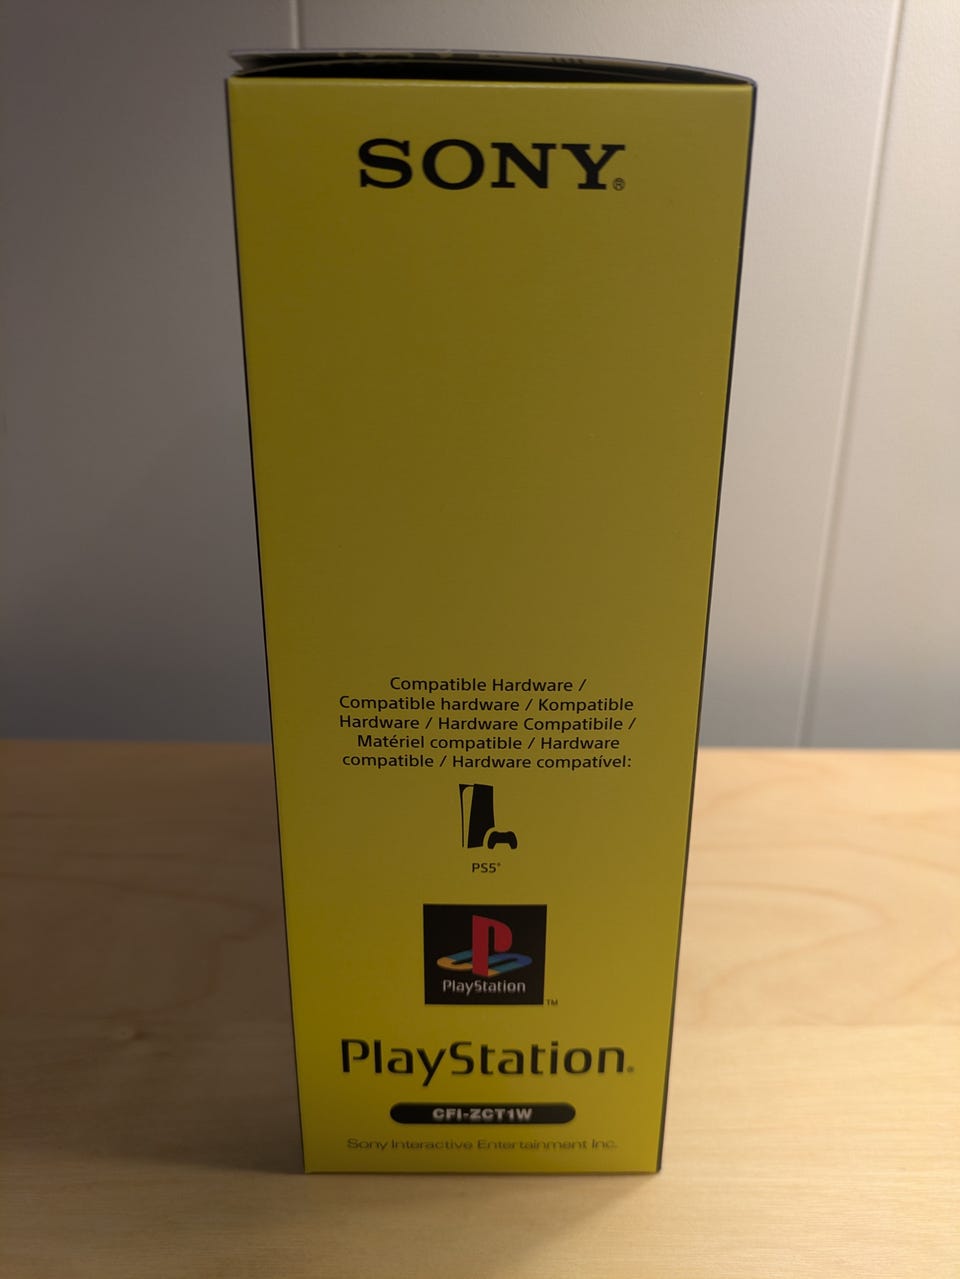 SONY®
Compatible Hardware /
Compatible hardware / Kompatible
Hardware / Hardware Compatibile /
Matériel compatible / Hardware
compatible / Hardware compatível:
PS5®
PlayStation
TM
PlayStation®
CFI-ZCT1W
Sony Interactive Entertainment Inc.